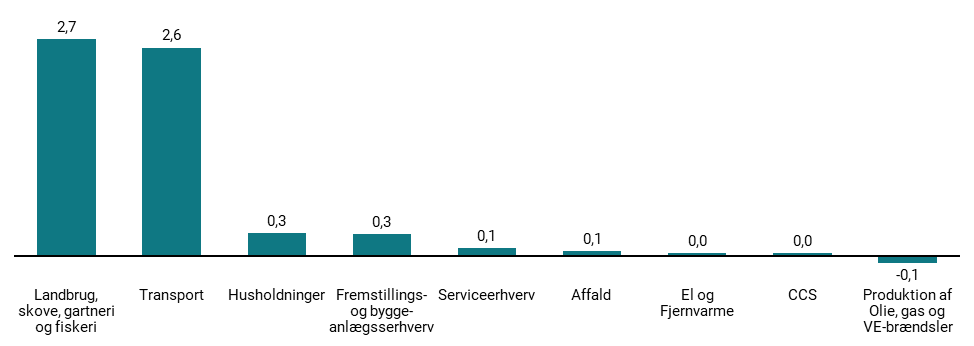 2,7
2,6
0,3
0,3
0,1
0,1
0,0
0,0
-0,1
Landbrug,
skove, gartneri
og fiskeri
Transport
Husholdninger
Fremstillings-
og bygge-
anlægsserhverv
Serviceerhverv
Affald
El og
Fjernvarme
CCS
Produktion af
Olie, gas og
VE-brændsler